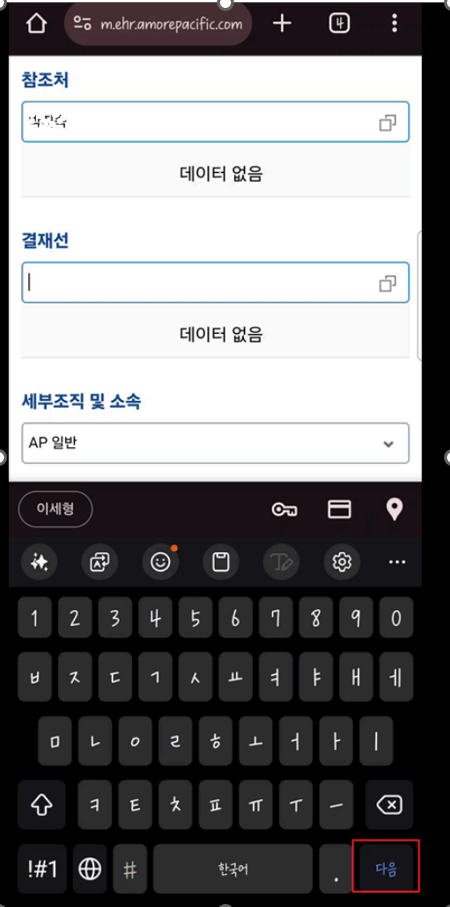 m.ehr.amorepacific.com
4
참조처
데이터 없음
결재선
데이터 없음
세부조직 및 소속
AP 일반
이세형
1 2 3 4 5 6 7 8 9 0
ㅂ ㅈ ㄷ ㄱ ㅅ ㅛ ㅕ ㅑ ㅐ ㅔ
ㅁ ㄴ ㅇ ㄹ ㅎ ㅗ ㅓ ㅏ ㅣ
ㅋ ㅌ ㅊ ㅍ ㅠ ㅜ ㅡ
!#1 # 한국어 . 다음